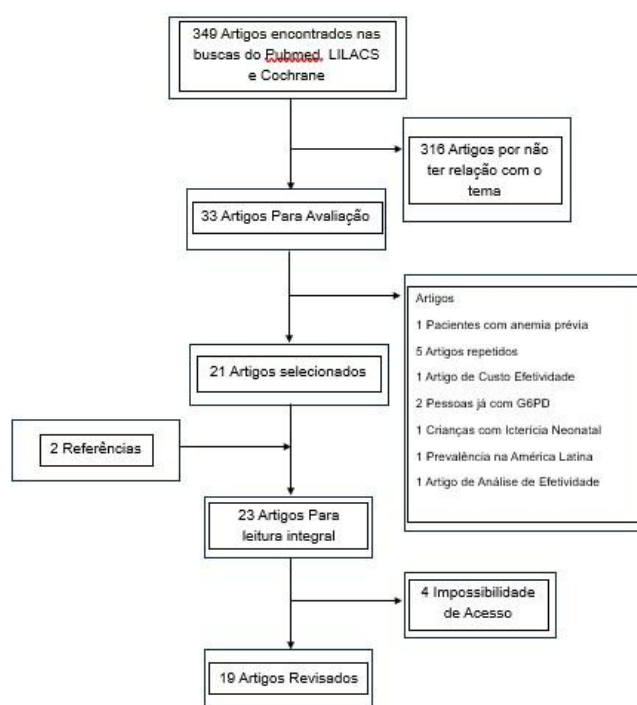 349 Artigos encontrados nas
buscas do Pubmed, LILACS
e Cochrane
316 Artigos por não
ter relação com o
tema
33 Artigos Para Avaliação
Artigos
1 Pacientes com anemia prévia
5 Artigos repetidos
1 Artigo de Custo Efetividade
2 Pessoas já com G6PD
1 Crianças com Icterícia Neonatal
1 Prevalência na América Latina
1 Artigo de Análise de Efetividade
21 Artigos selecionados
2 Referências
23 Artigos Para
leitura integral
4 Impossibilidade
de Acesso
19 Artigos Revisados